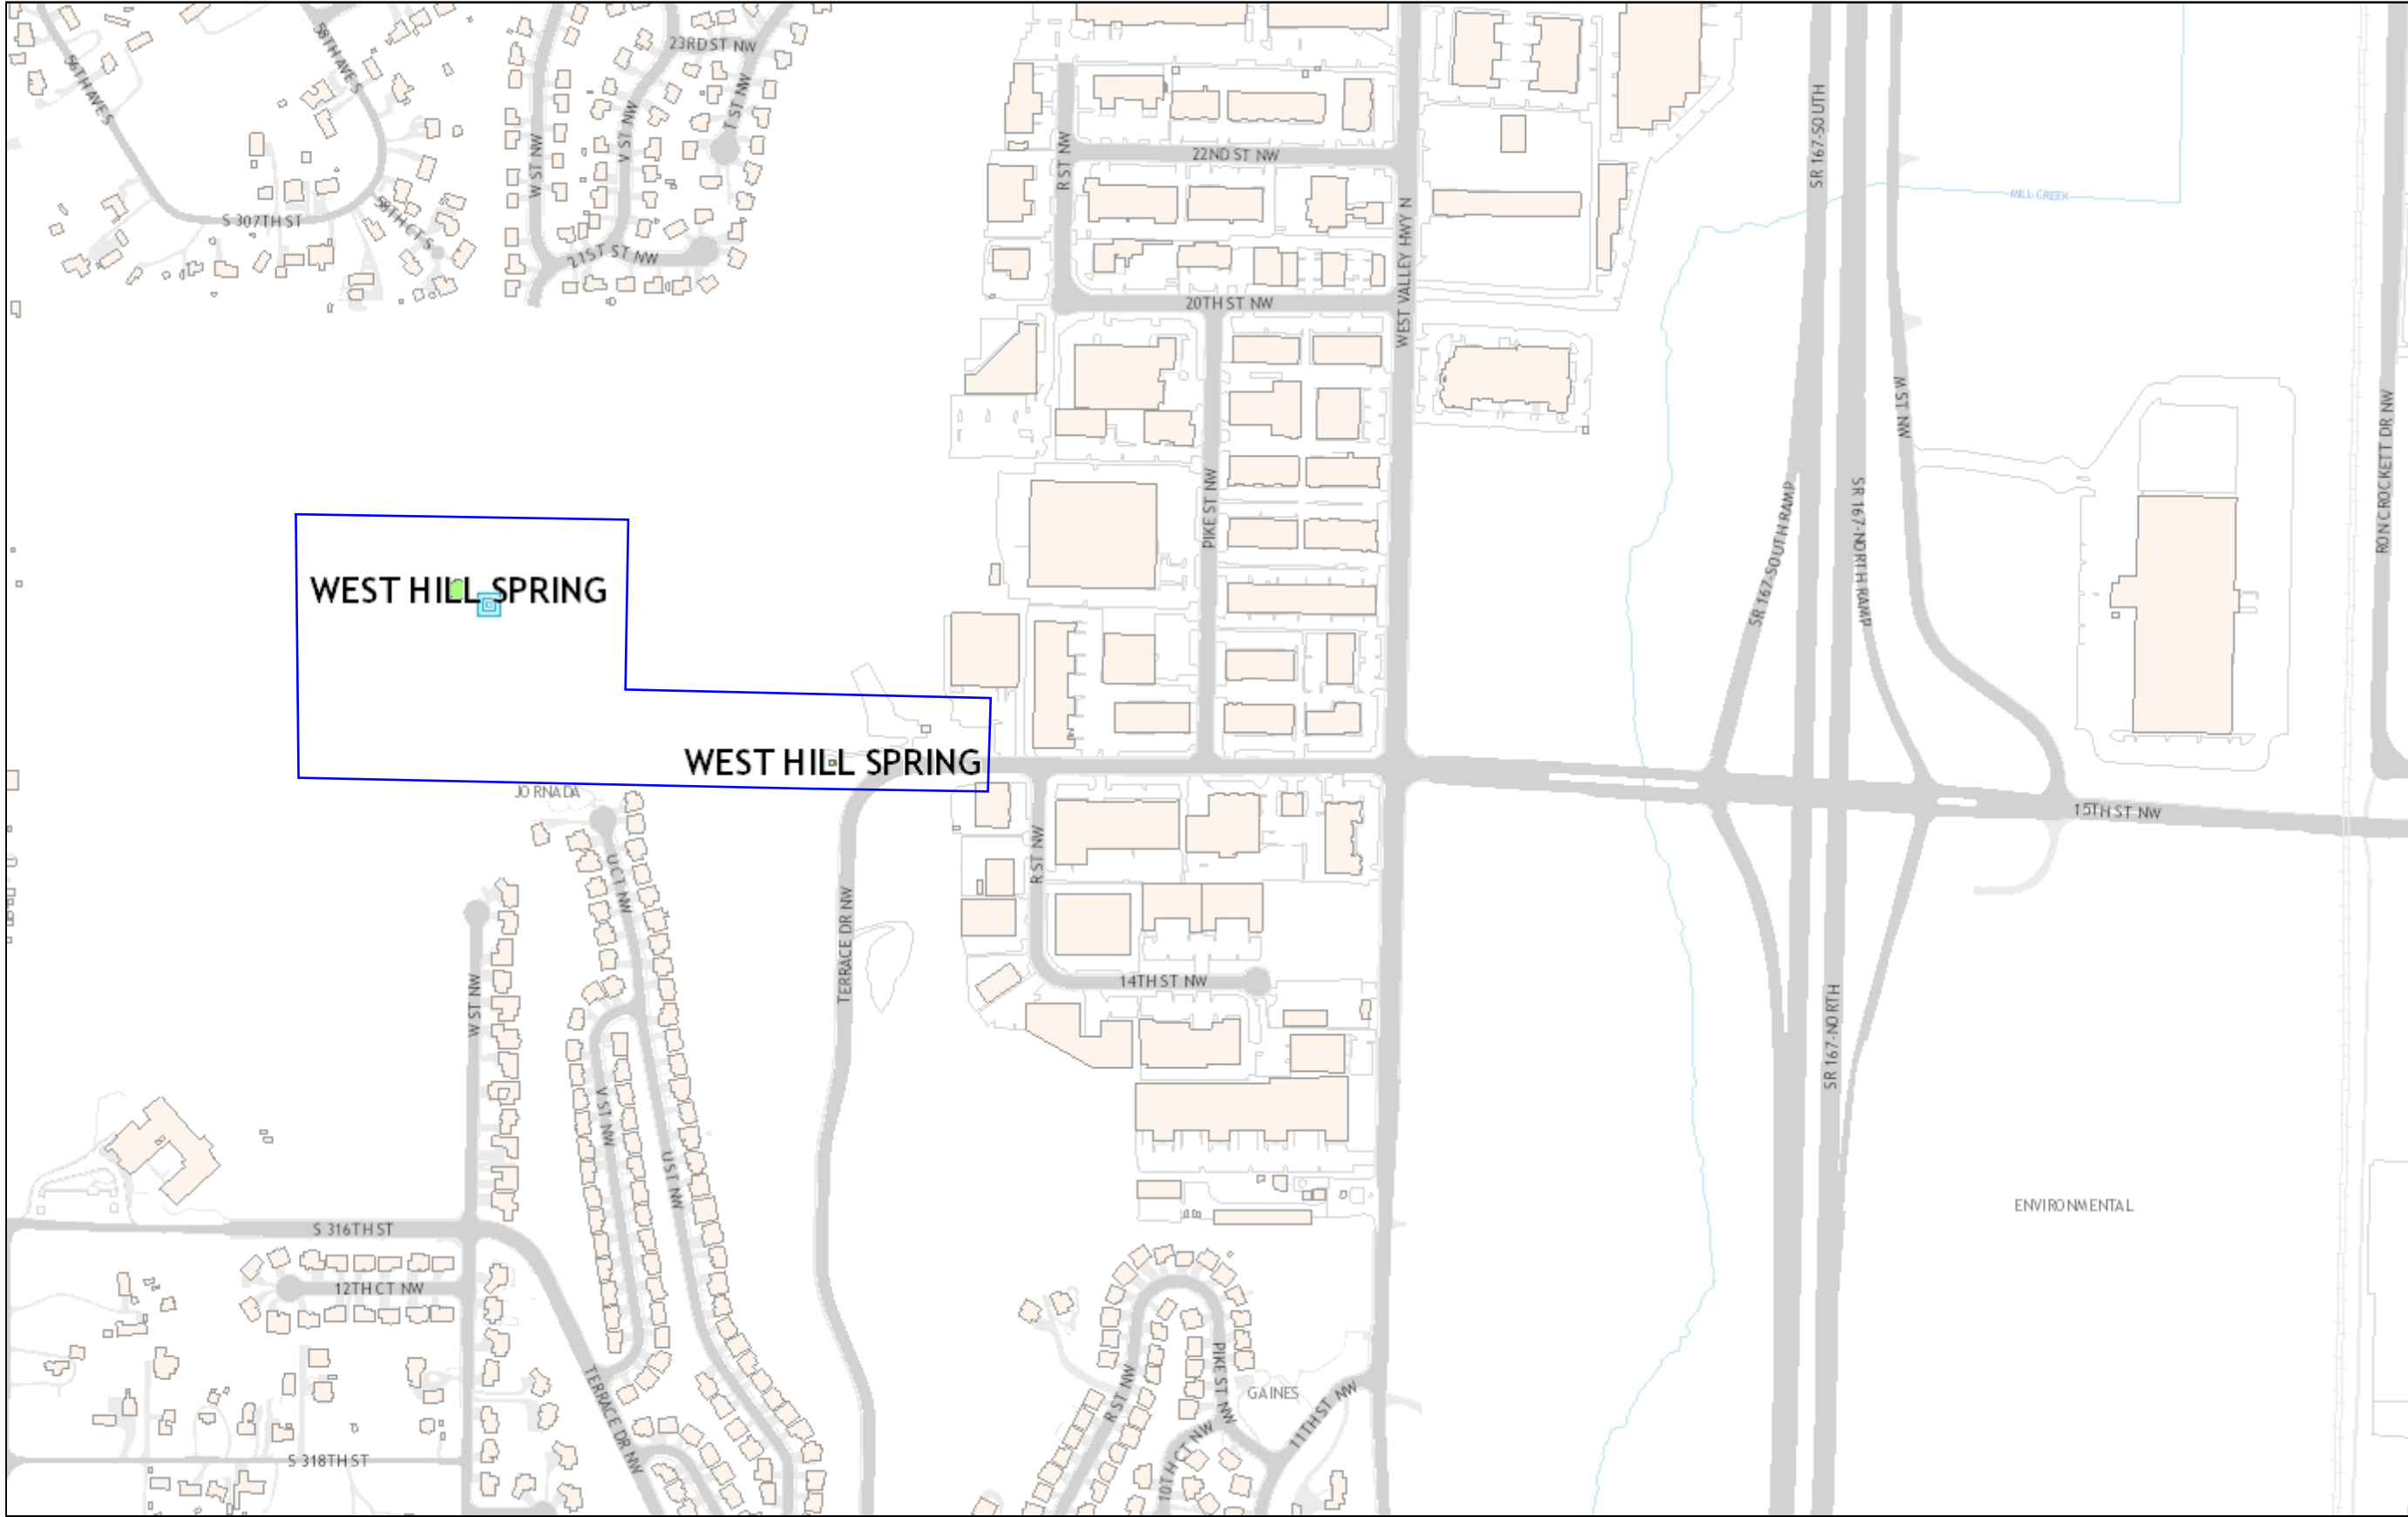 23RD ST NW
58TH AVE S
56TH AVE S
T ST NW
V ST NW
W ST NW
R ST NW
22ND ST NW
SR 167-SOUTH
MILL CREEK
S 307TH ST
58TH CT S
21ST ST NW
WEST VALLEY HWY N
20TH ST NW
M ST NW
RON CROCKETT DR NW
PIKE ST NW
SR 167-SOUTH RAMP
SR 167-NORTH RAMP
WEST HILL SPRING
WEST HILL SPRING
JORNADA
15TH ST NW
U CT NW
R ST NW
TERRACE DR NW
W ST NW
14TH ST NW
SR 167-NORTH
V ST NW
U ST NW
ENVIRONMENTAL
S 316TH ST
12TH CT NW
TERRACE DR NW
R ST NW
PIKE ST NW
GAINES
11TH ST NW
10TH CT NW
S 318TH ST